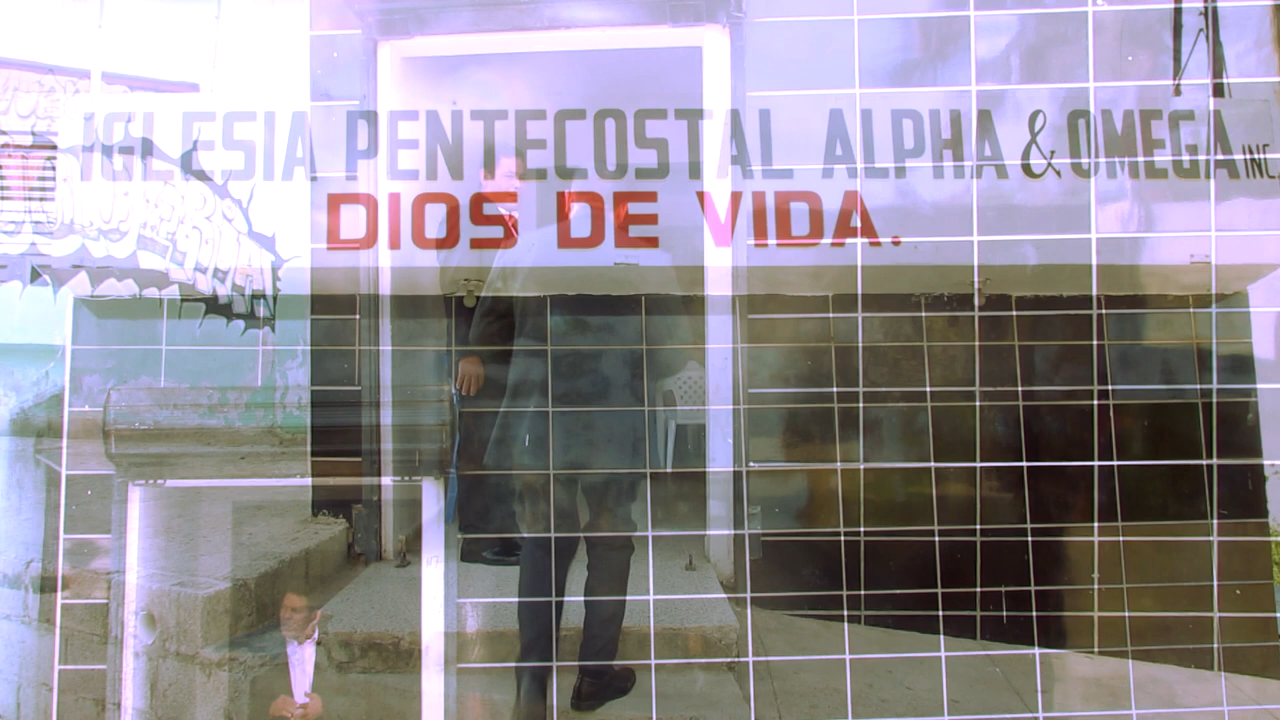 IGLESIA PENTECOSTAL ALPHA & OMEGA INC.
DIOS DE VIDA.